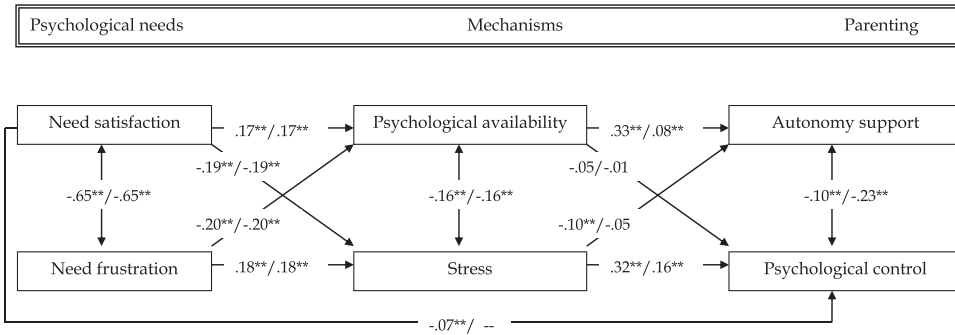 Psychological needs Mechanisms Parenting
Need satisfaction .17**/.17** Psychological availability .33**/.08** Autonomy support
-.19**/-.19** -.05/-.01
-.65**/-.65** -.16**/-.16** -.10**/-.23**
-.20**/-.20** -.10**/-.05
Need frustration .18**/.18** Stress .32**/.16** Psychological control
-.07**/ --